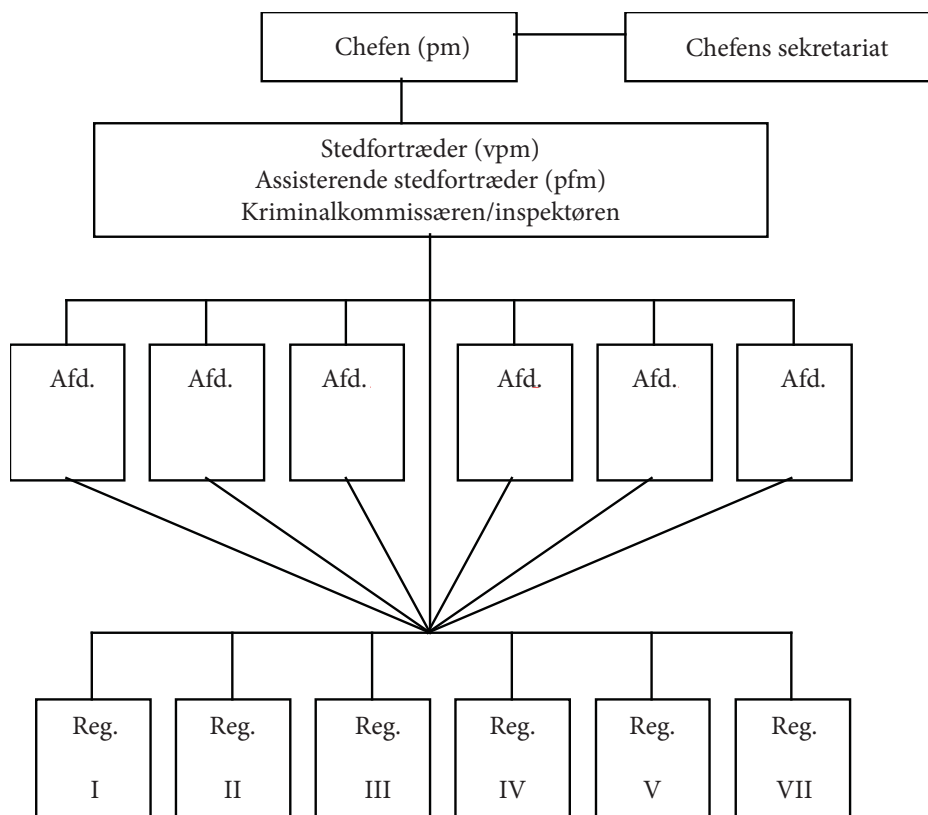 Chefen (pm)
Chefens sekretariat
Stedfortræder (vpm)
Assisterende stedfortræder (pfm)
Kriminalkommissæren/inspektøren
Afd.
Afd.
Afd.
Afd.
Afd.
Afd.
Reg.
I
Reg.
II
Reg.
III
Reg.
IV
Reg.
V
Reg.
VII